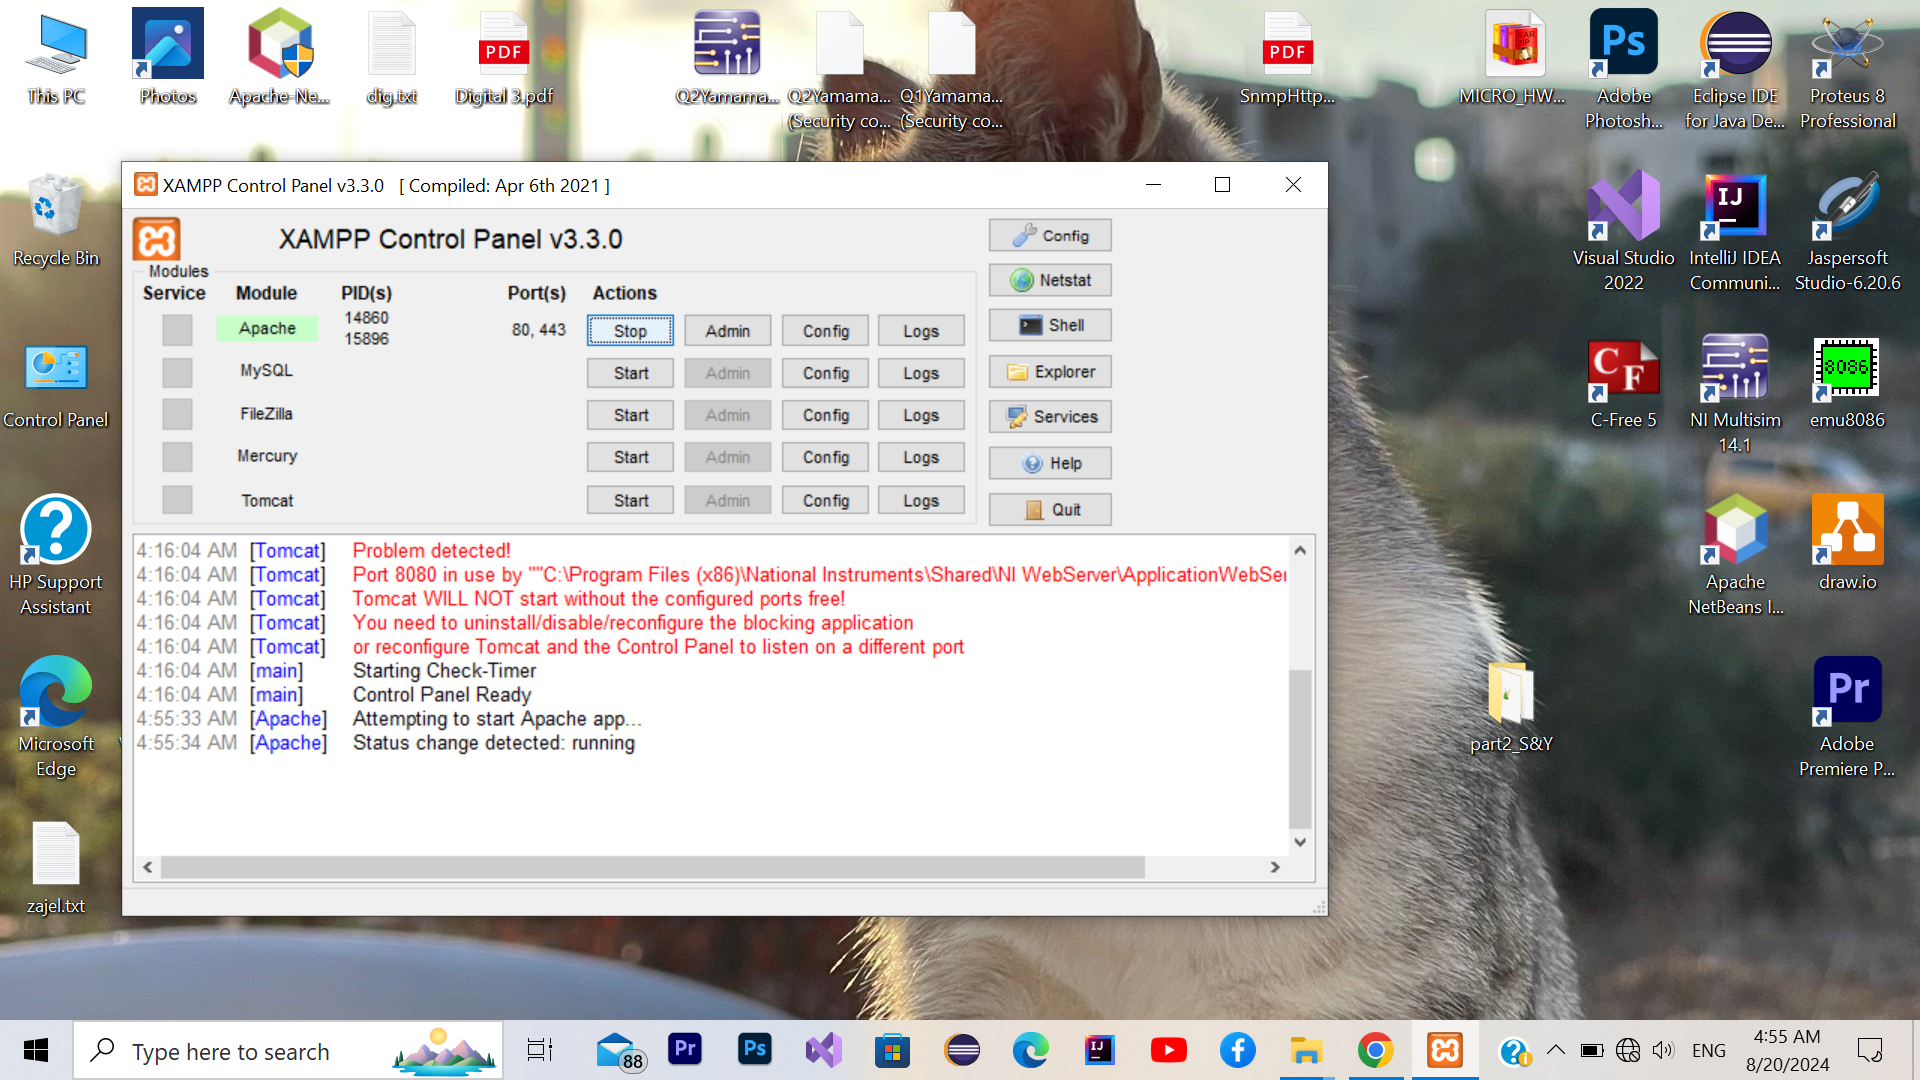 This PC
Photos
Apache-Ne...
dig.txt
PDF
Digital 3.pdf
Q2Yamama...
Q2Yamama...
(Security co...
Q1Yamama...
(Security co...
PDF
SnmpHttp...
MICRO_HW...
Ps
Adobe
Photosh...
Eclipse IDE
for Java De...
Proteus 8
Professional
Recycle Bin
Control Panel
HP Support
Assistant
Microsoft
Edge
zajel.txt
XAMPP Control Panel v3.3.0 [ Compiled: Apr 6th 2021 ]
XAMPP Control Panel v3.3.0
Modules
Service Module PID(s) Port(s) Actions
Apache 14860 15896 80, 443 Stop Admin Config Logs
MySQL Start Admin Config Logs
FileZilla Start Admin Config Logs
Mercury Start Admin Config Logs
Tomcat Start Admin Config Logs
Config
Netstat
Shell
Explorer
Services
Help
Quit
4:16:04 AM [Tomcat] Problem detected!
4:16:04 AM [Tomcat] Port 8080 in use by ""C:\Program Files (x86)\National Instruments\Shared\NI WebServer\ApplicationWebSer
4:16:04 AM [Tomcat] Tomcat WILL NOT start without the configured ports free!
4:16:04 AM [Tomcat] You need to uninstall/disable/reconfigure the blocking application
4:16:04 AM [Tomcat] or reconfigure Tomcat and the Control Panel to listen on a different port
4:16:04 AM [main] Starting Check-Timer
4:16:04 AM [main] Control Panel Ready
4:55:33 AM [Apache] Attempting to start Apache app...
4:55:34 AM [Apache] Status change detected: running
Visual Studio
2022
IJ
IntelliJ IDEA
Communi...
Jaspersoft
Studio-6.20.6
CF
C-Free 5
NI Multisim
14.1
8086
emu8086
Apache
NetBeans I...
draw.io
part2_S&Y
Pr
Adobe
Premiere P...
Type here to search
88
Pr
Ps
IJ
ENG
4:55 AM
8/20/2024